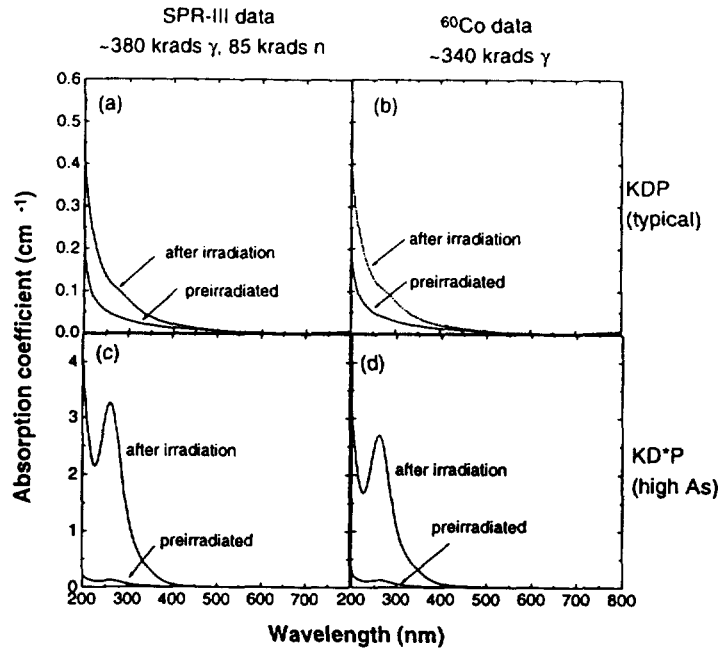 SPR-III data
~380 krads γ, 85 krads n
⁶⁰Co data
~340 krads γ
Absorption coefficient (cm ⁻¹)
0.6
0.5
0.4
0.3
0.2
0.1
0.0
(a)
after irradiation
preirradiated
(b)
after irradiation
preirradiated
KDP
(typical)
4
3
2
1
0
(c)
after irradiation
preirradiated
(d)
after irradiation
preirradiated
KD*P
(high As)
200 300 400 500 600 700 200 300 400 500 600 700 800
Wavelength (nm)